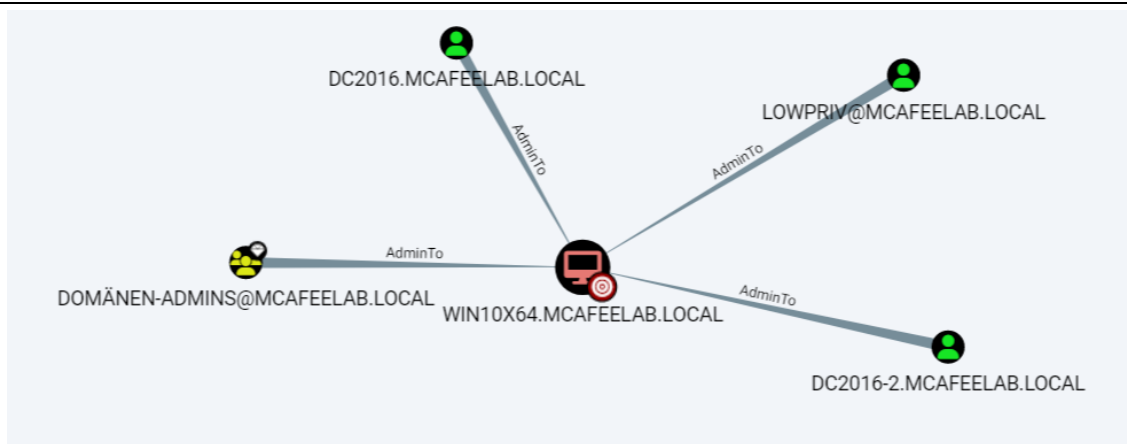 DC2016.MCAFEELAB.LOCAL
LOWPRIV@MCAFEELAB.LOCAL
AdminTo
AdminTo
AdminTo
DOMÄNEN-ADMINS@MCAFEELAB.LOCAL
WIN10X64.MCAFEELAB.LOCAL
AdminTo
DC2016-2.MCAFEELAB.LOCAL